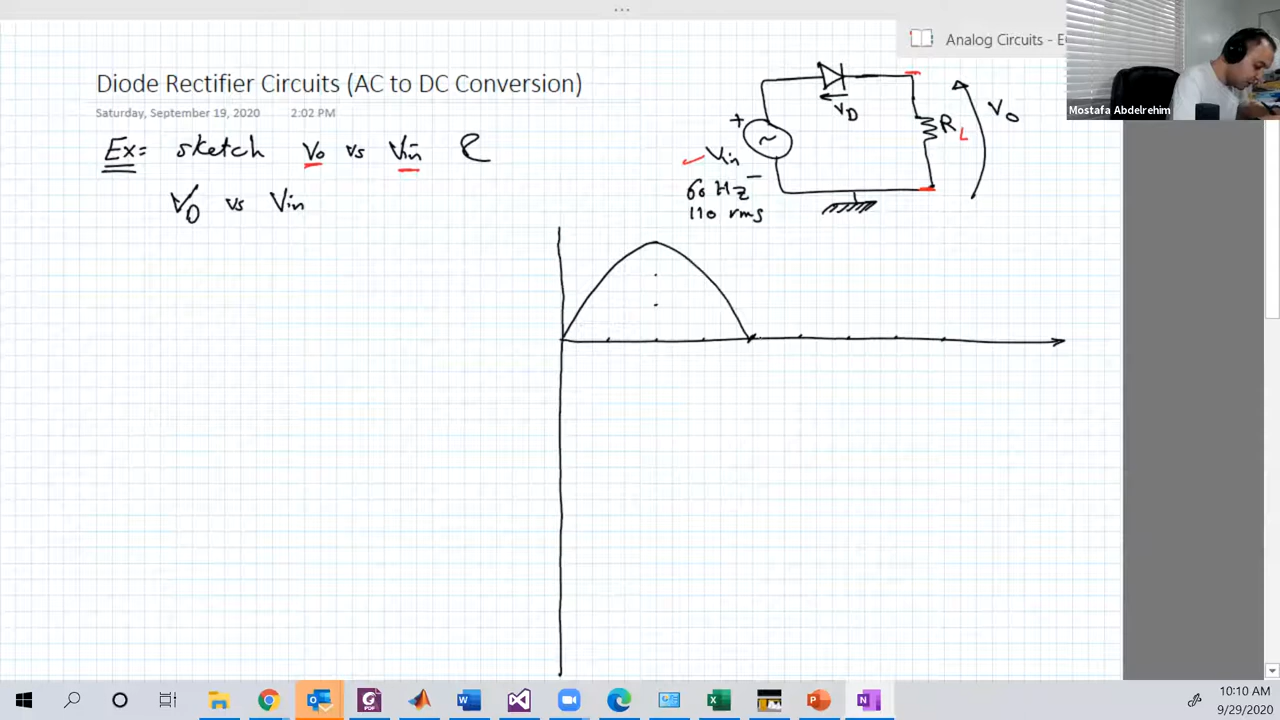 Analog Circuits - E
Mostafa Abdelrehim
Diode Rectifier Circuits (AC to DC Conversion)
Saturday, September 19, 2020 2:02 PM
Ex= sketch Vo vs Vin &
VD vs Vin
+
VD
RL
Vo
Vin
60 Hz
110 rms
10:10 AM
9/29/2020